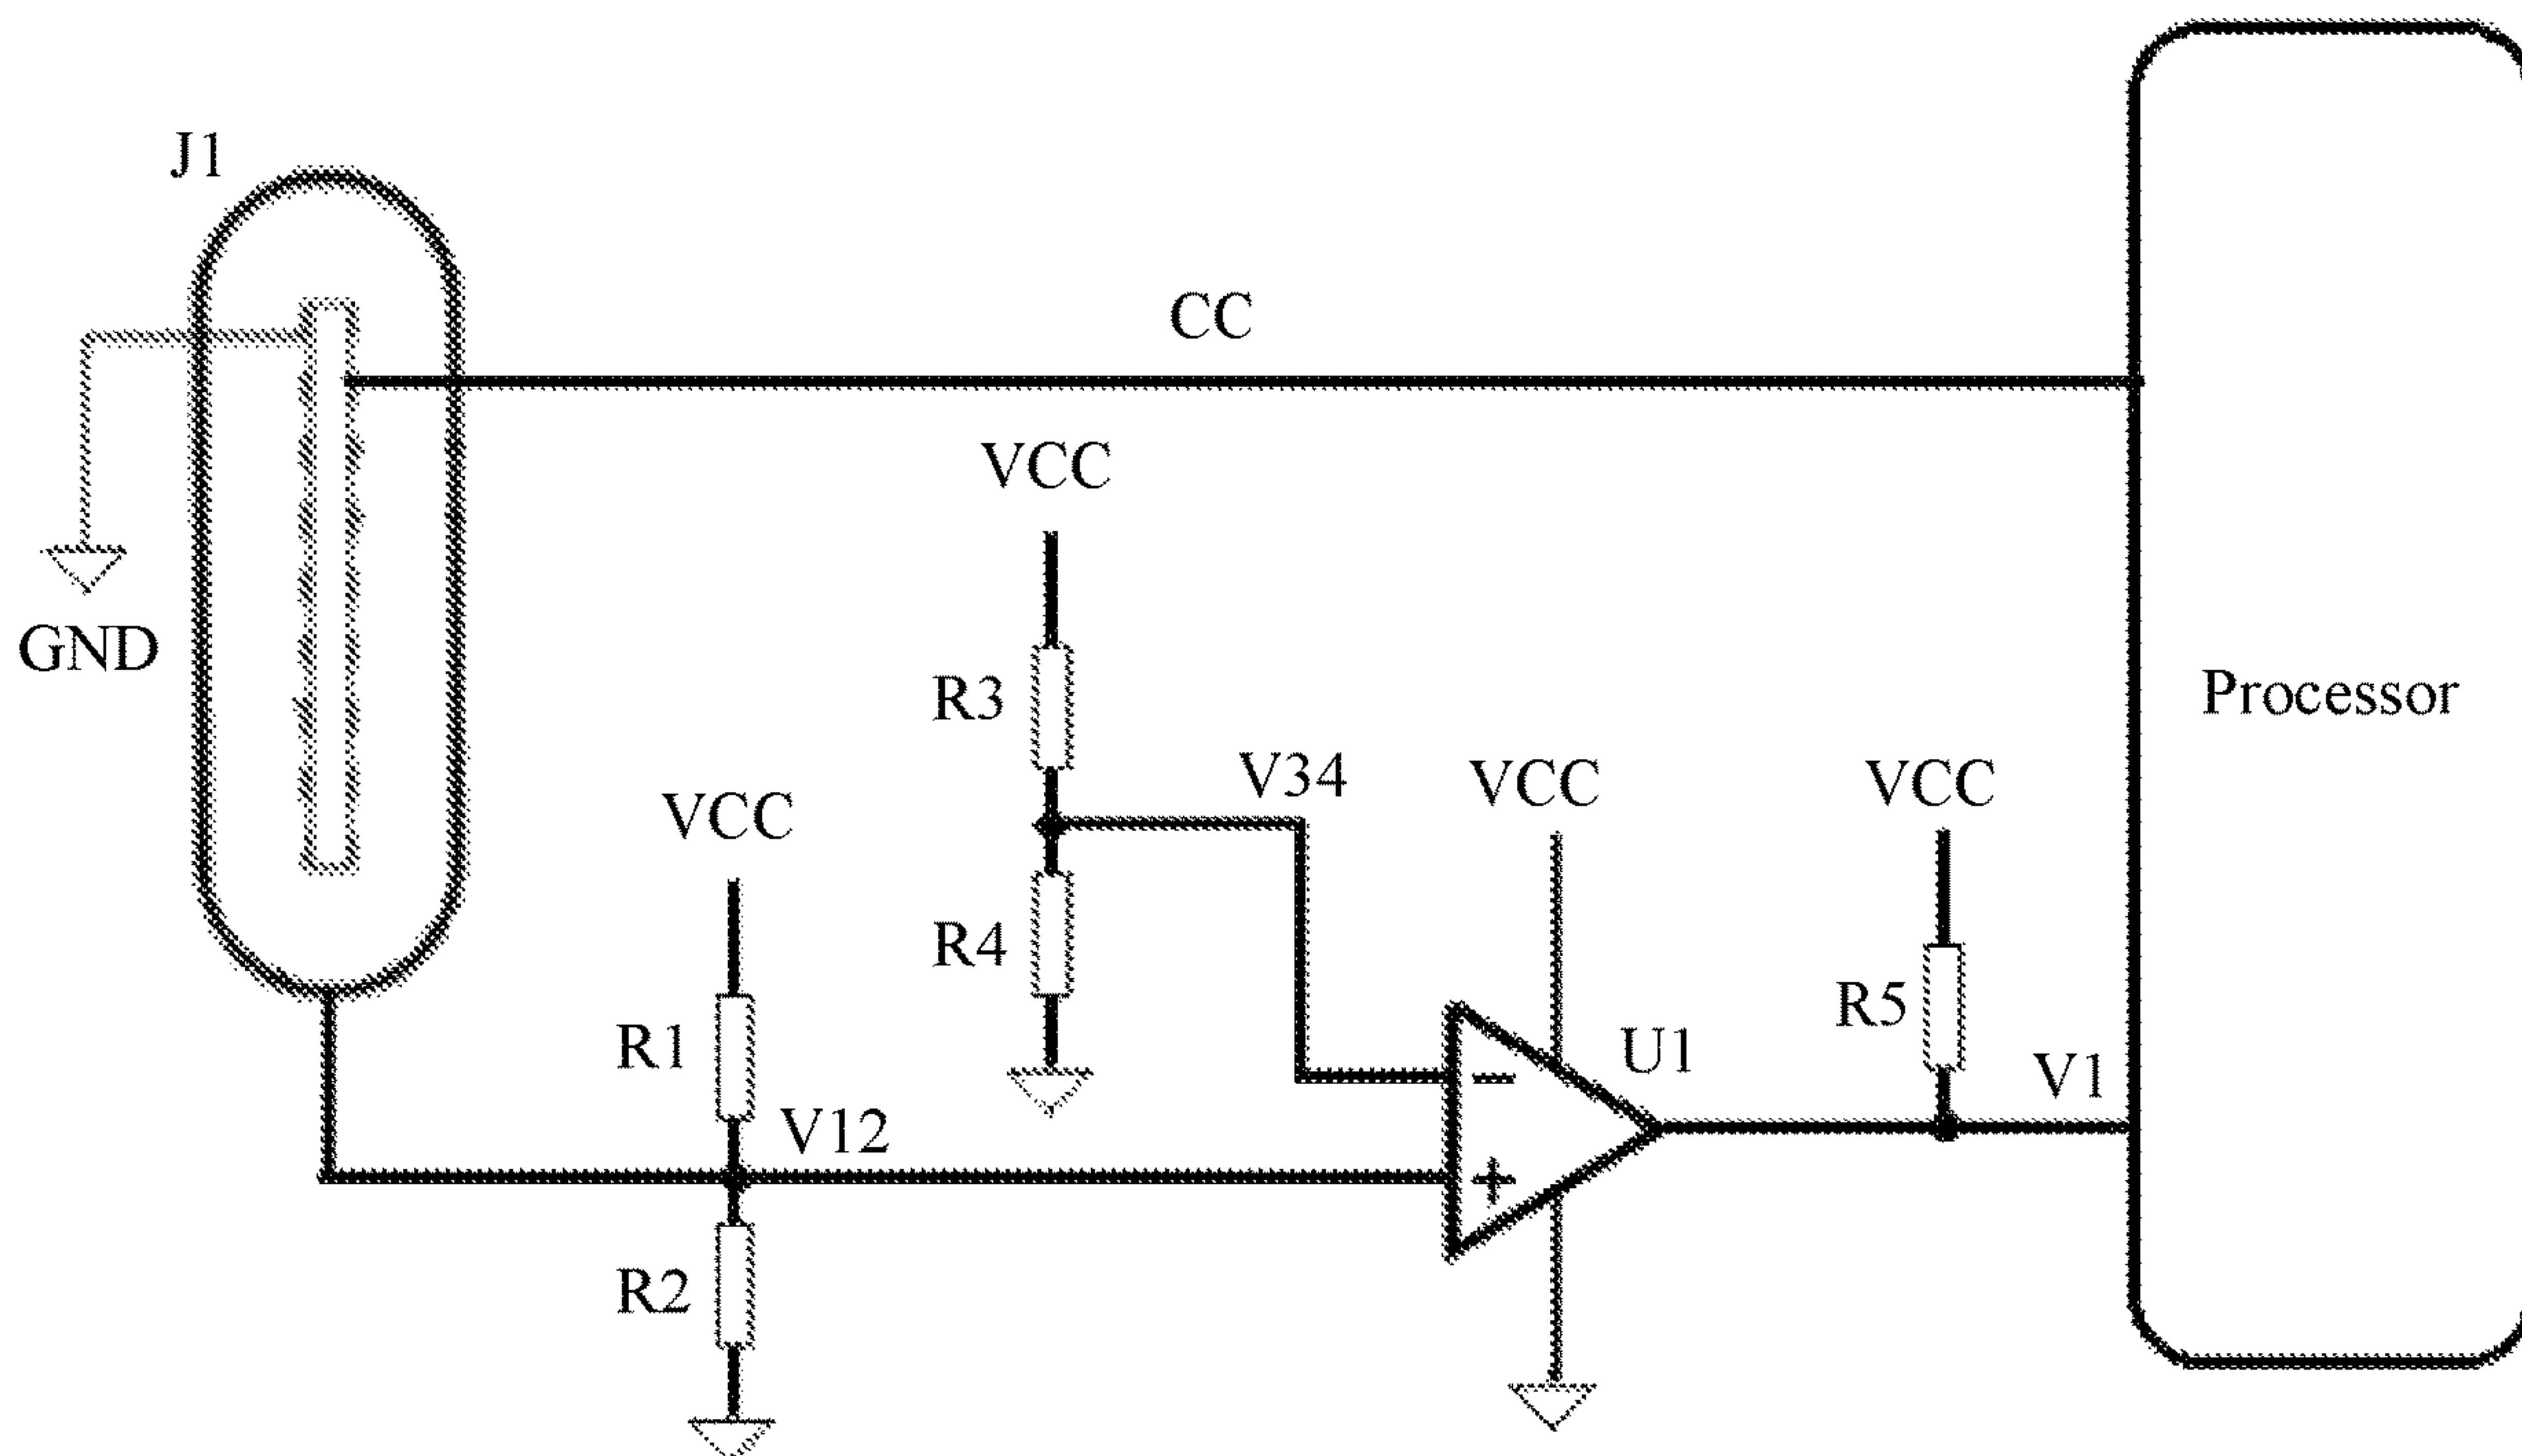 J1
CC
VCC
GND
R3
Processor
V34
VCC
VCC
VCC
R4
R5
R1
U1
V1
V12
R2
−
+